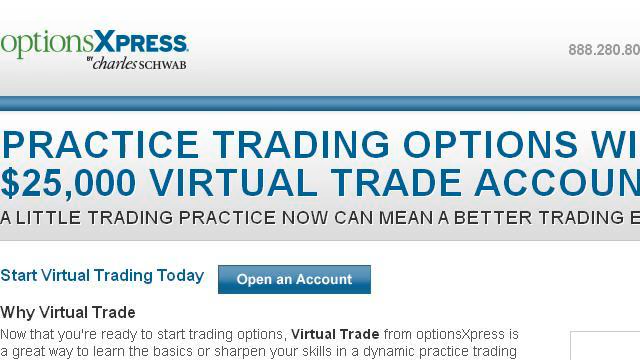 optionsXPRESS
BY charles SCHWAB
888.280.80
PRACTICE TRADING OPTIONS WI
$25,000 VIRTUAL TRADE ACCOUN
A LITTLE TRADING PRACTICE NOW CAN MEAN A BETTER TRADING E
Start Virtual Trading Today
Open an Account
Why Virtual Trade
Now that you're ready to start trading options, Virtual Trade from optionsXpress is
a great way to learn the basics or sharpen your skills in a dynamic practice trading